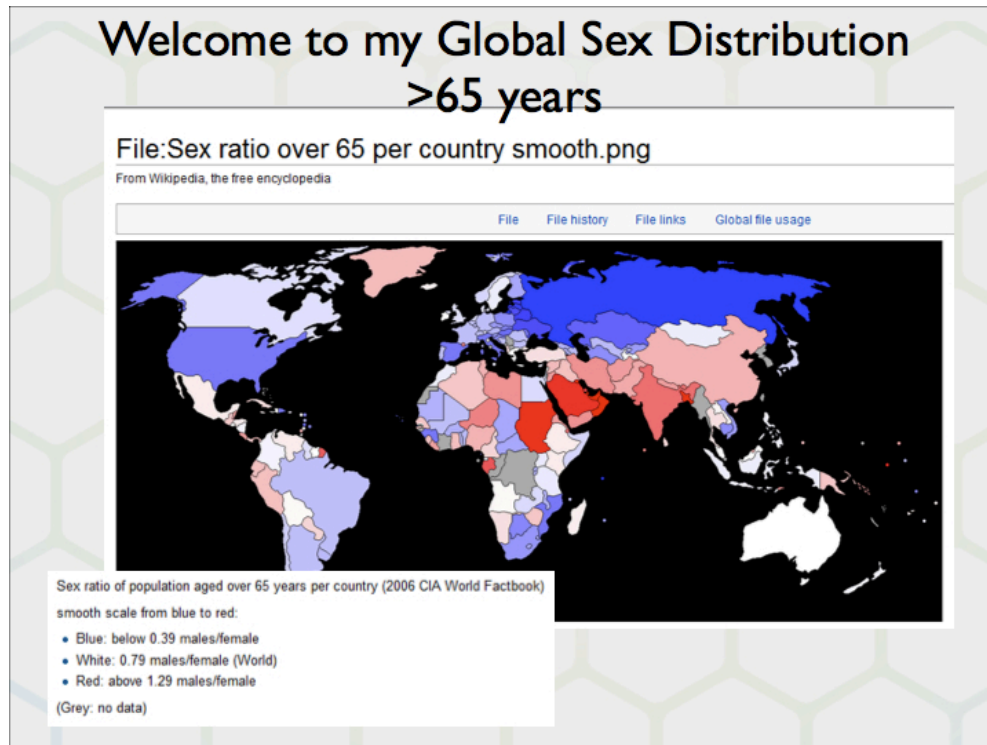 Welcome to my Global Sex Distribution
>65 years
File:Sex ratio over 65 per country smooth.png
From Wikipedia, the free encyclopedia
File File history File links Global file usage
Sex ratio of population aged over 65 years per country (2006 CIA World Factbook)
smooth scale from blue to red:
• Blue: below 0.39 males/female
• White: 0.79 males/female (World)
• Red: above 1.29 males/female
(Grey: no data)